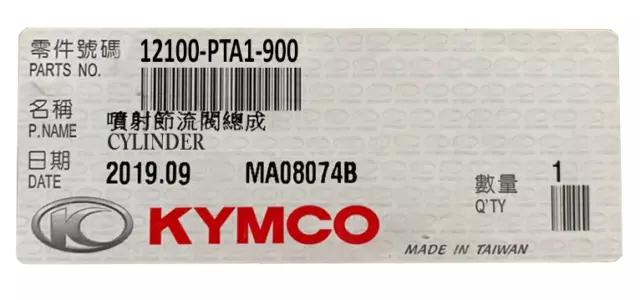 零件號碼 12100-PTA1-900
PARTS NO.
名稱 噴射節流閥總成
P.NAME CYLINDER
日期 2019.09 MA08074B
DATE
數量 1
Q'TY
KYMCO
MADE IN TAIWAN